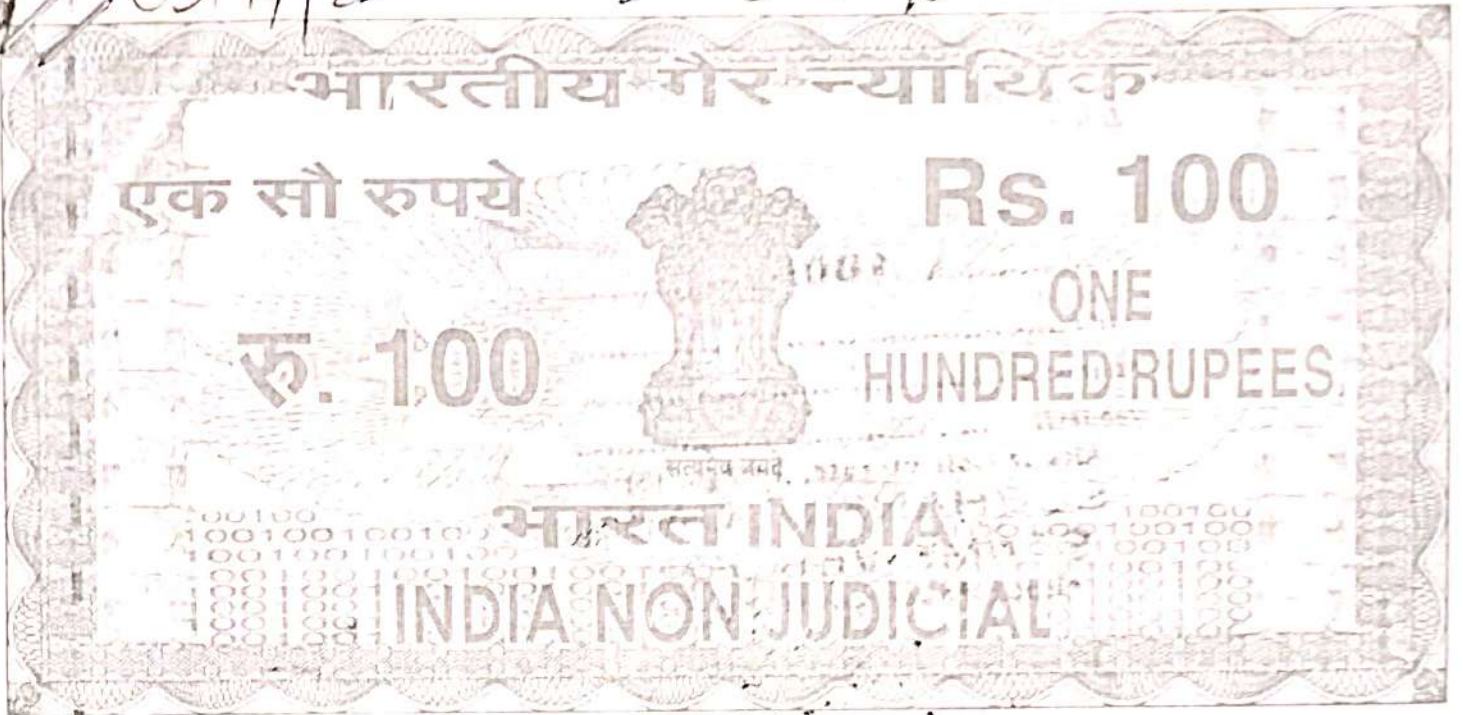 भारतीय गैर न्यायिक
एक सौ रुपये
Rs. 100
रु. 100
ONE
HUNDRED RUPEES
सत्यमेव जयते
भारत INDIA
INDIA NON JUDICIAL